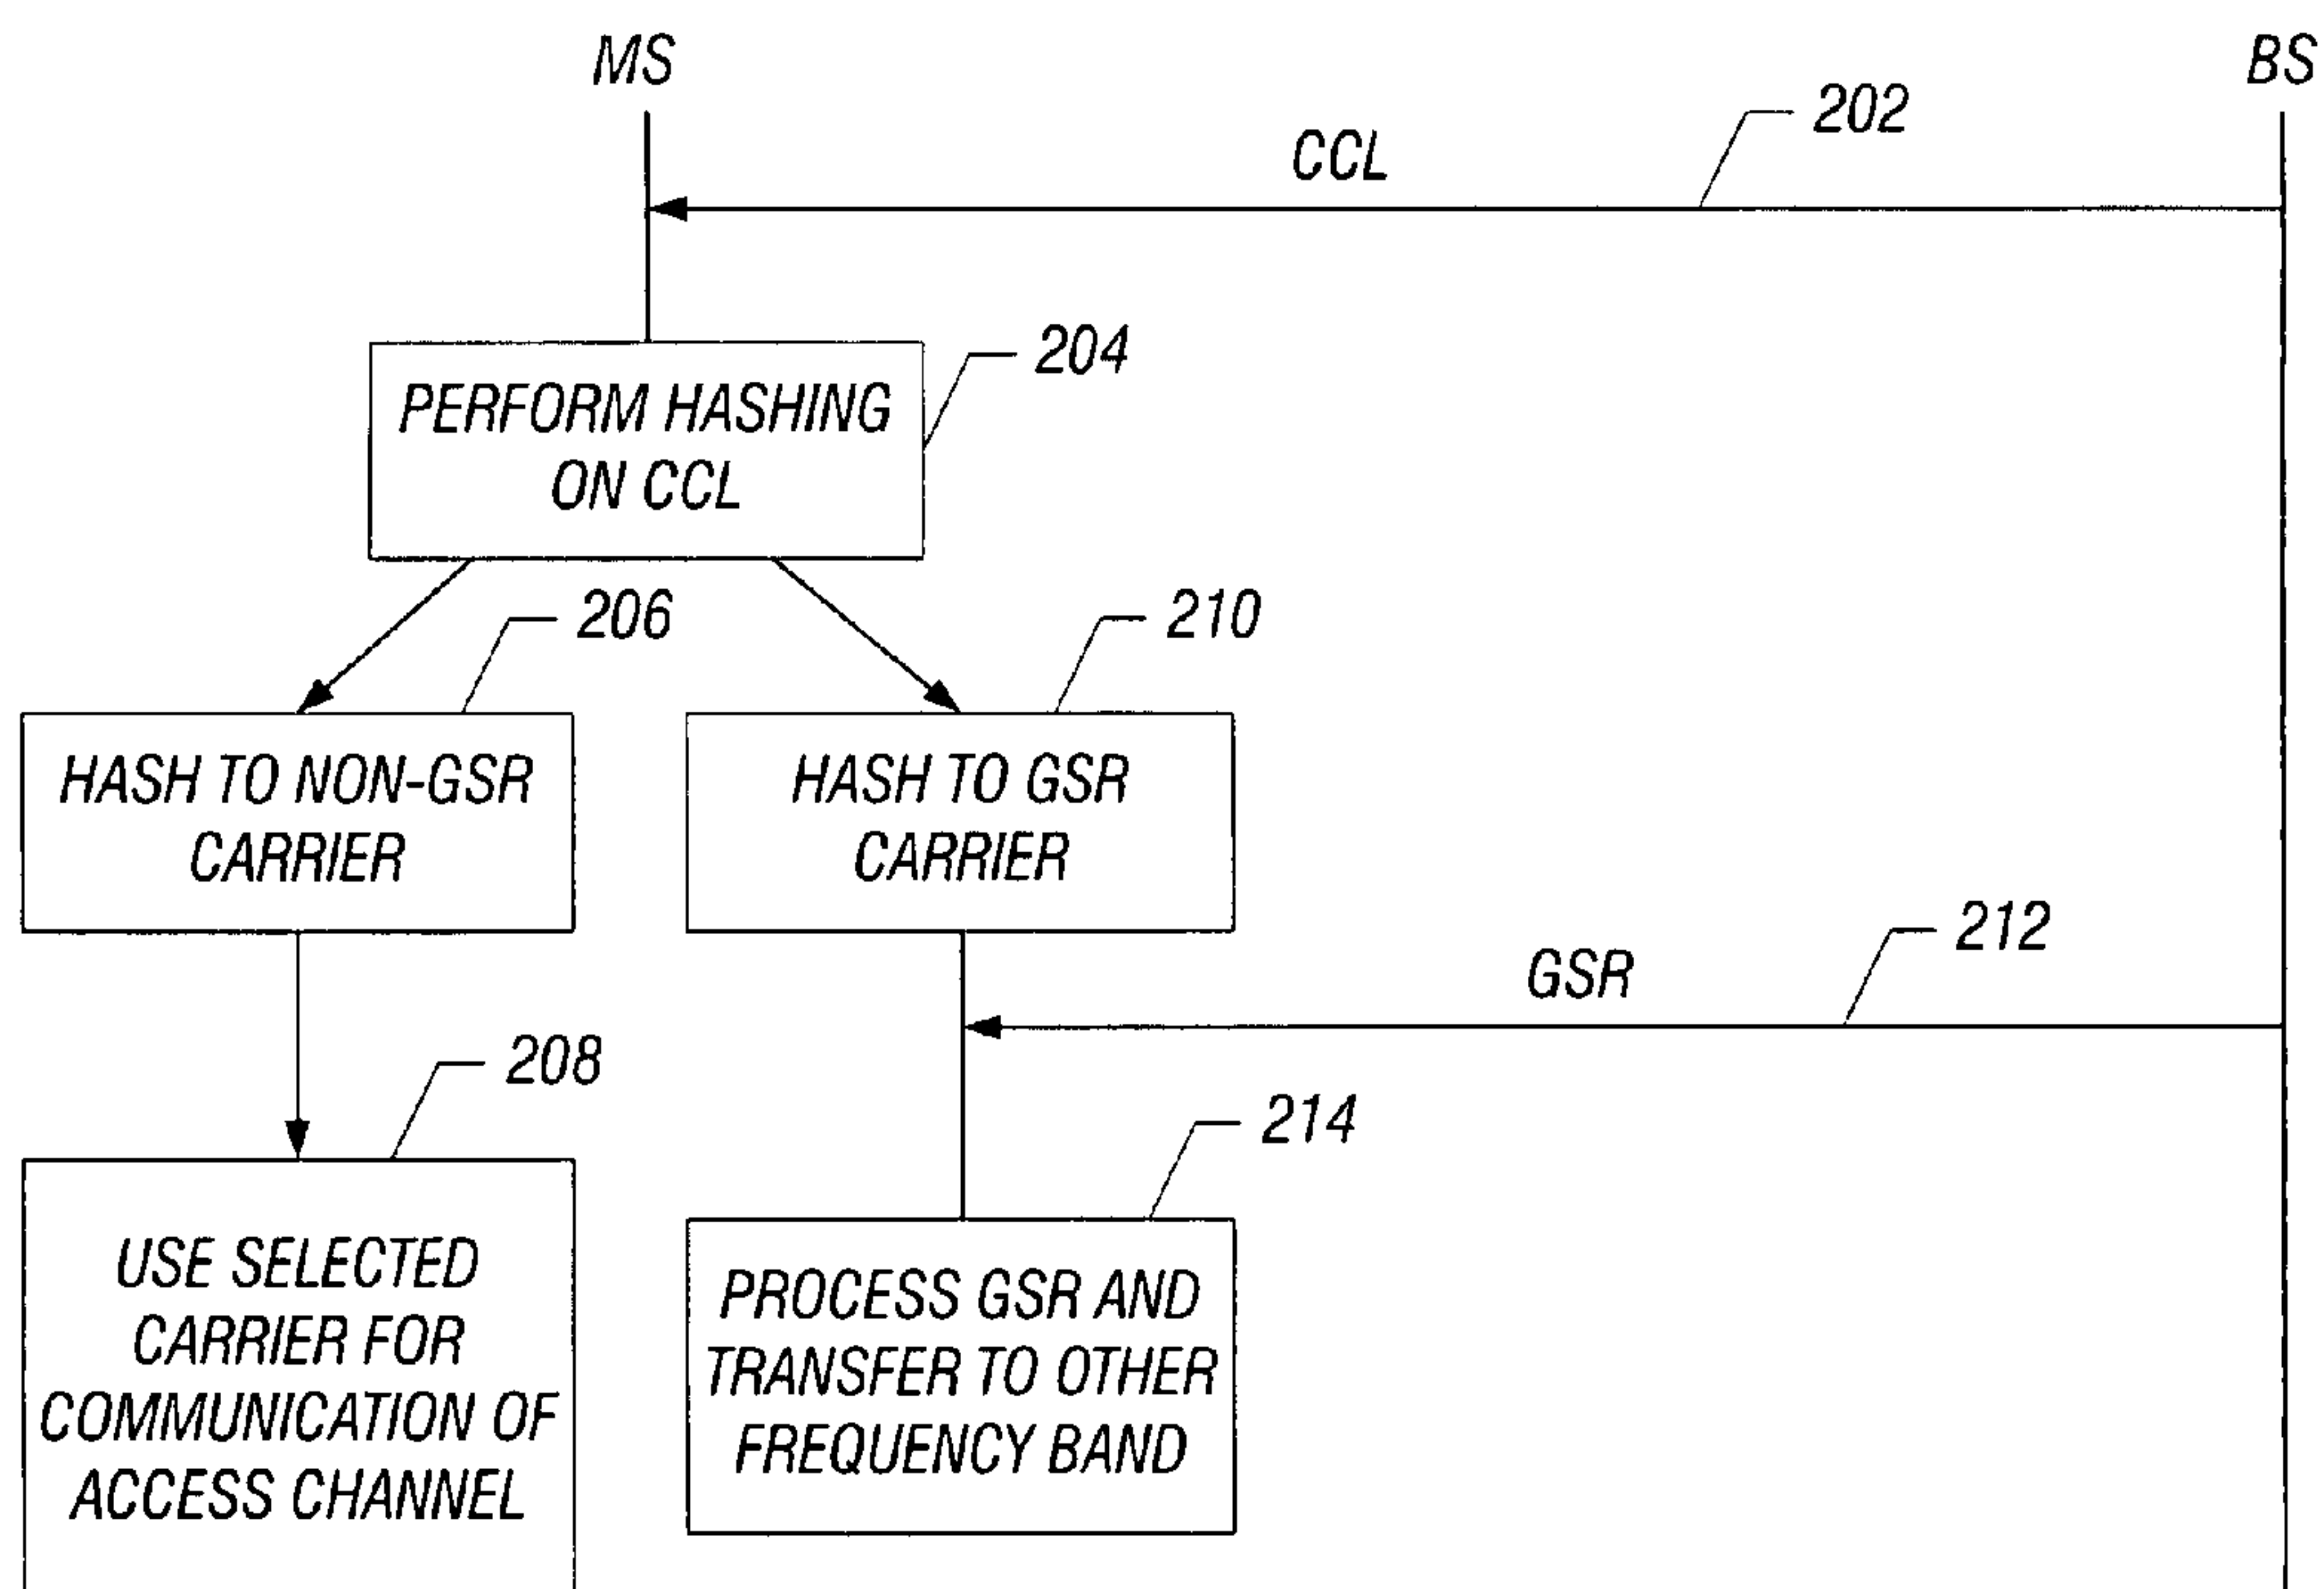 MS
BS
202
CCL
204
PERFORM HASHING
ON CCL
206
210
HASH TO NON-GSR
CARRIER
HASH TO GSR
CARRIER
212
GSR
208
214
USE SELECTED
CARRIER FOR
COMMUNICATION OF
ACCESS CHANNEL
PROCESS GSR AND
TRANSFER TO OTHER
FREQUENCY BAND